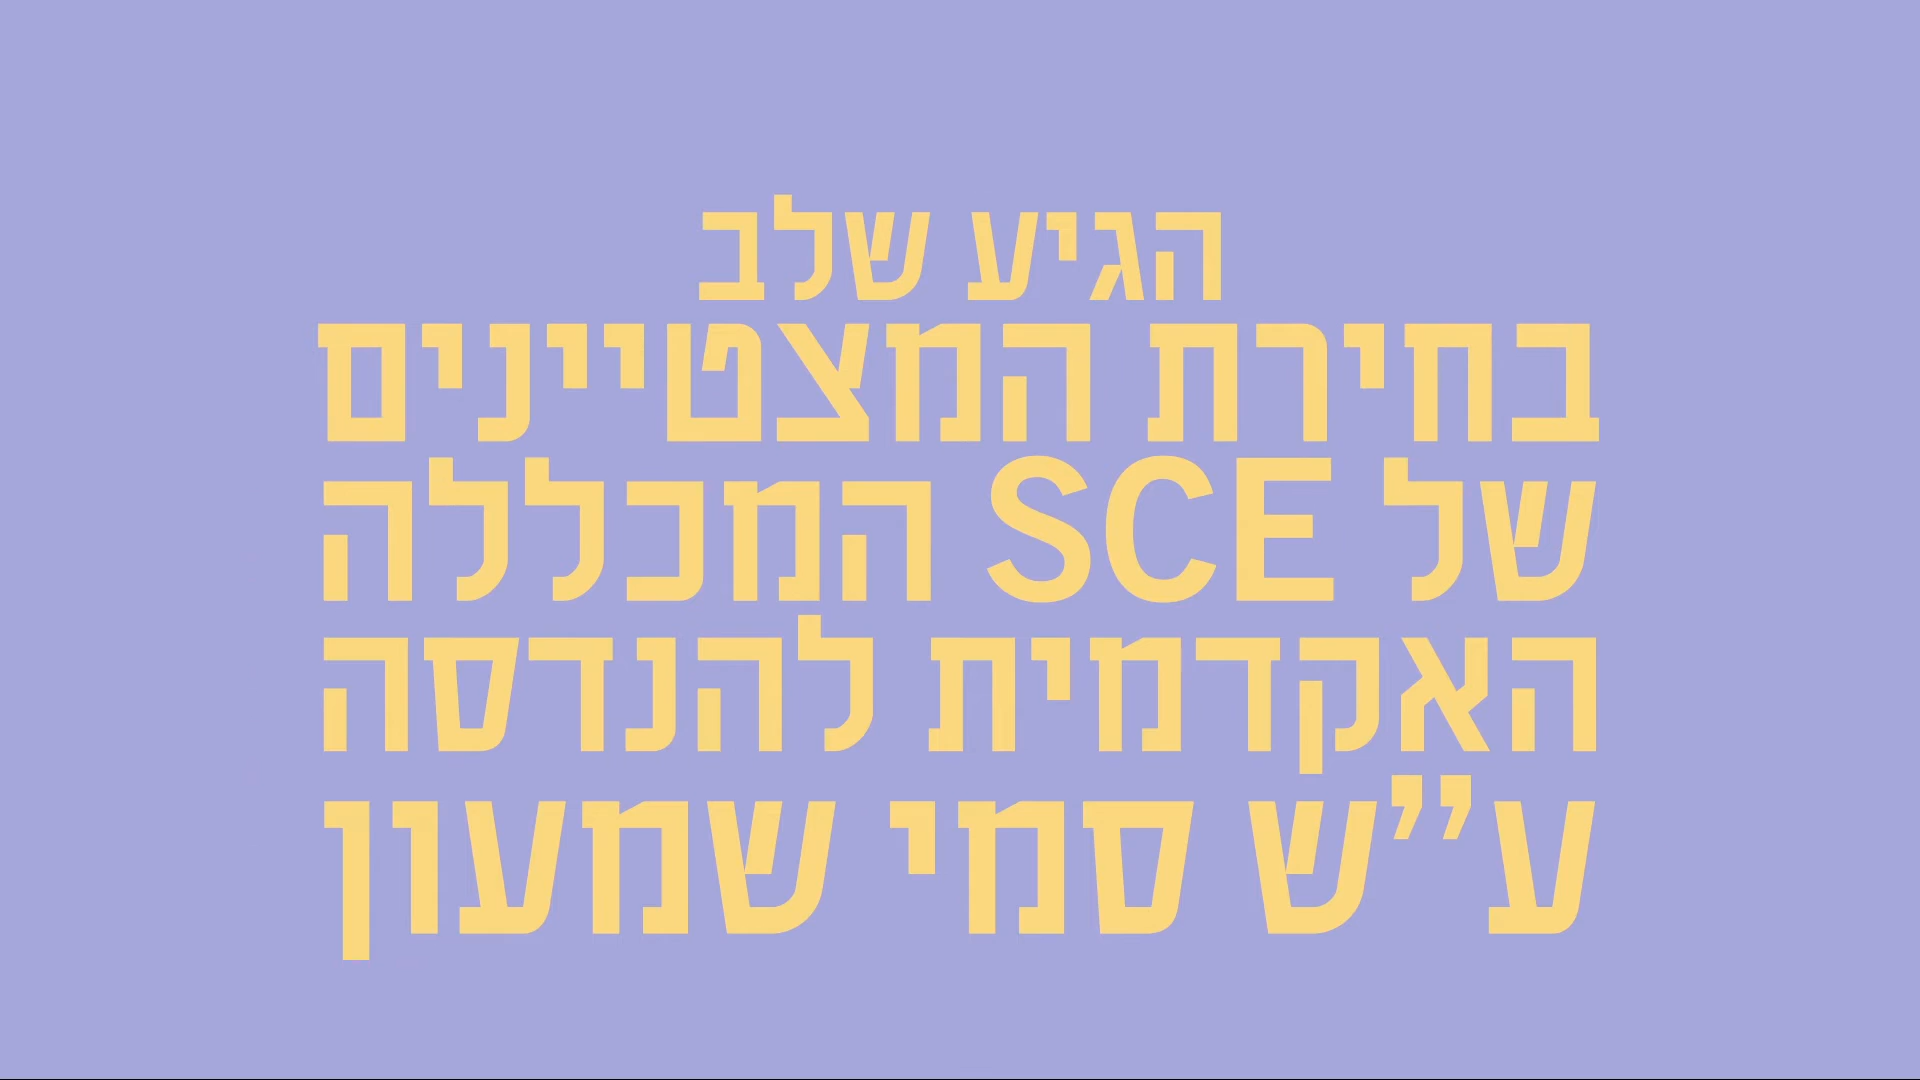 הגיע שלב
בחירת המצטיינים
של SCE המכללה
האקדמית להנדסה
ע”ש סמי שמעון